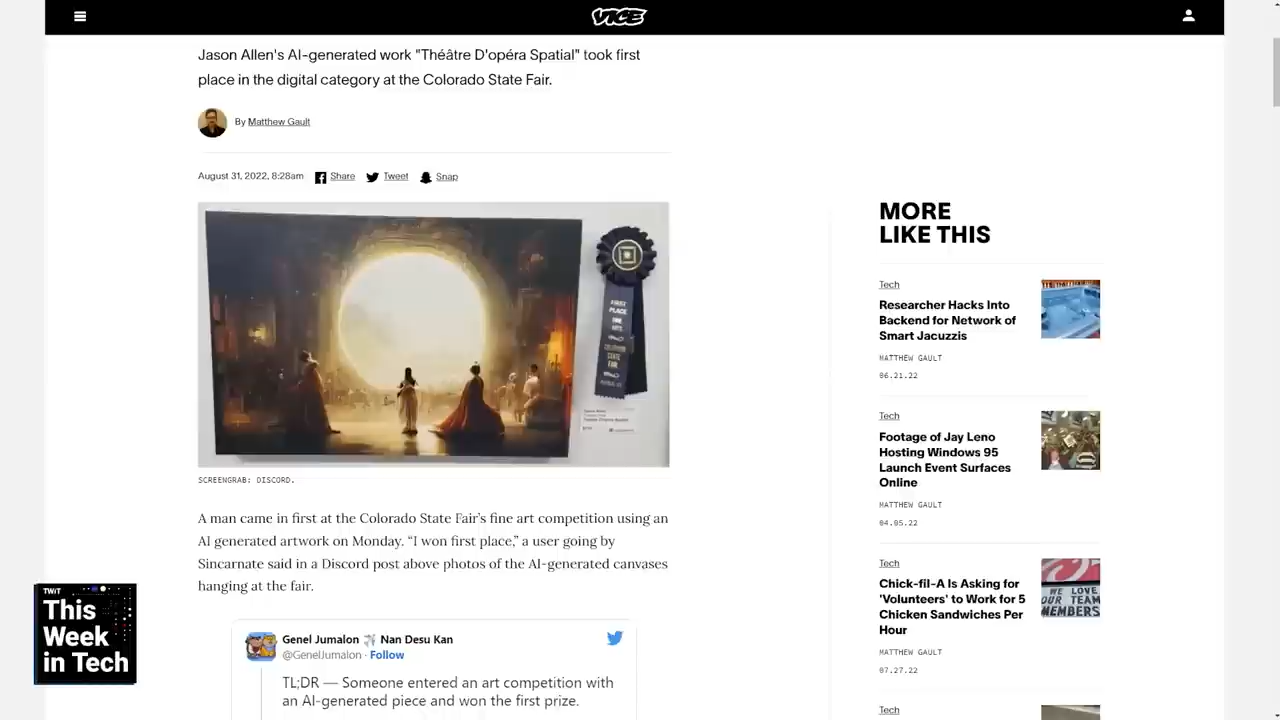 VICE
Jason Allen's AI-generated work "Théâtre D'opéra Spatial" took first
place in the digital category at the Colorado State Fair.
By Matthew Gault
August 31, 2022, 8:28am
Share
Tweet
Snap
FIRST
PLACE
FINE
ARTS
COLORADO
STATE
FAIR
SCREENGRAB: DISCORD.
A man came in first at the Colorado State Fair's fine art competition using an
AI generated artwork on Monday. “I won first place,” a user going by
Sincarnate said in a Discord post above photos of the AI-generated canvases
hanging at the fair.
Genel Jumalon Nan Desu Kan
@GenelJumalon · Follow
TL;DR — Someone entered an art competition with
an AI-generated piece and won the first prize.
MORE
LIKE THIS
Tech
Researcher Hacks Into
Backend for Network of
Smart Jacuzzis
MATTHEW GAULT
06.21.22
Tech
Footage of Jay Leno
Hosting Windows 95
Launch Event Surfaces
Online
MATTHEW GAULT
04.05.22
Tech
Chick-fil-A Is Asking for
'Volunteers' to Work for 5
Chicken Sandwiches Per
Hour
MATTHEW GAULT
07.27.22
WE LOVE
OUR TEAM
MEMBERS
Tech
TWiT
This
Week
in Tech